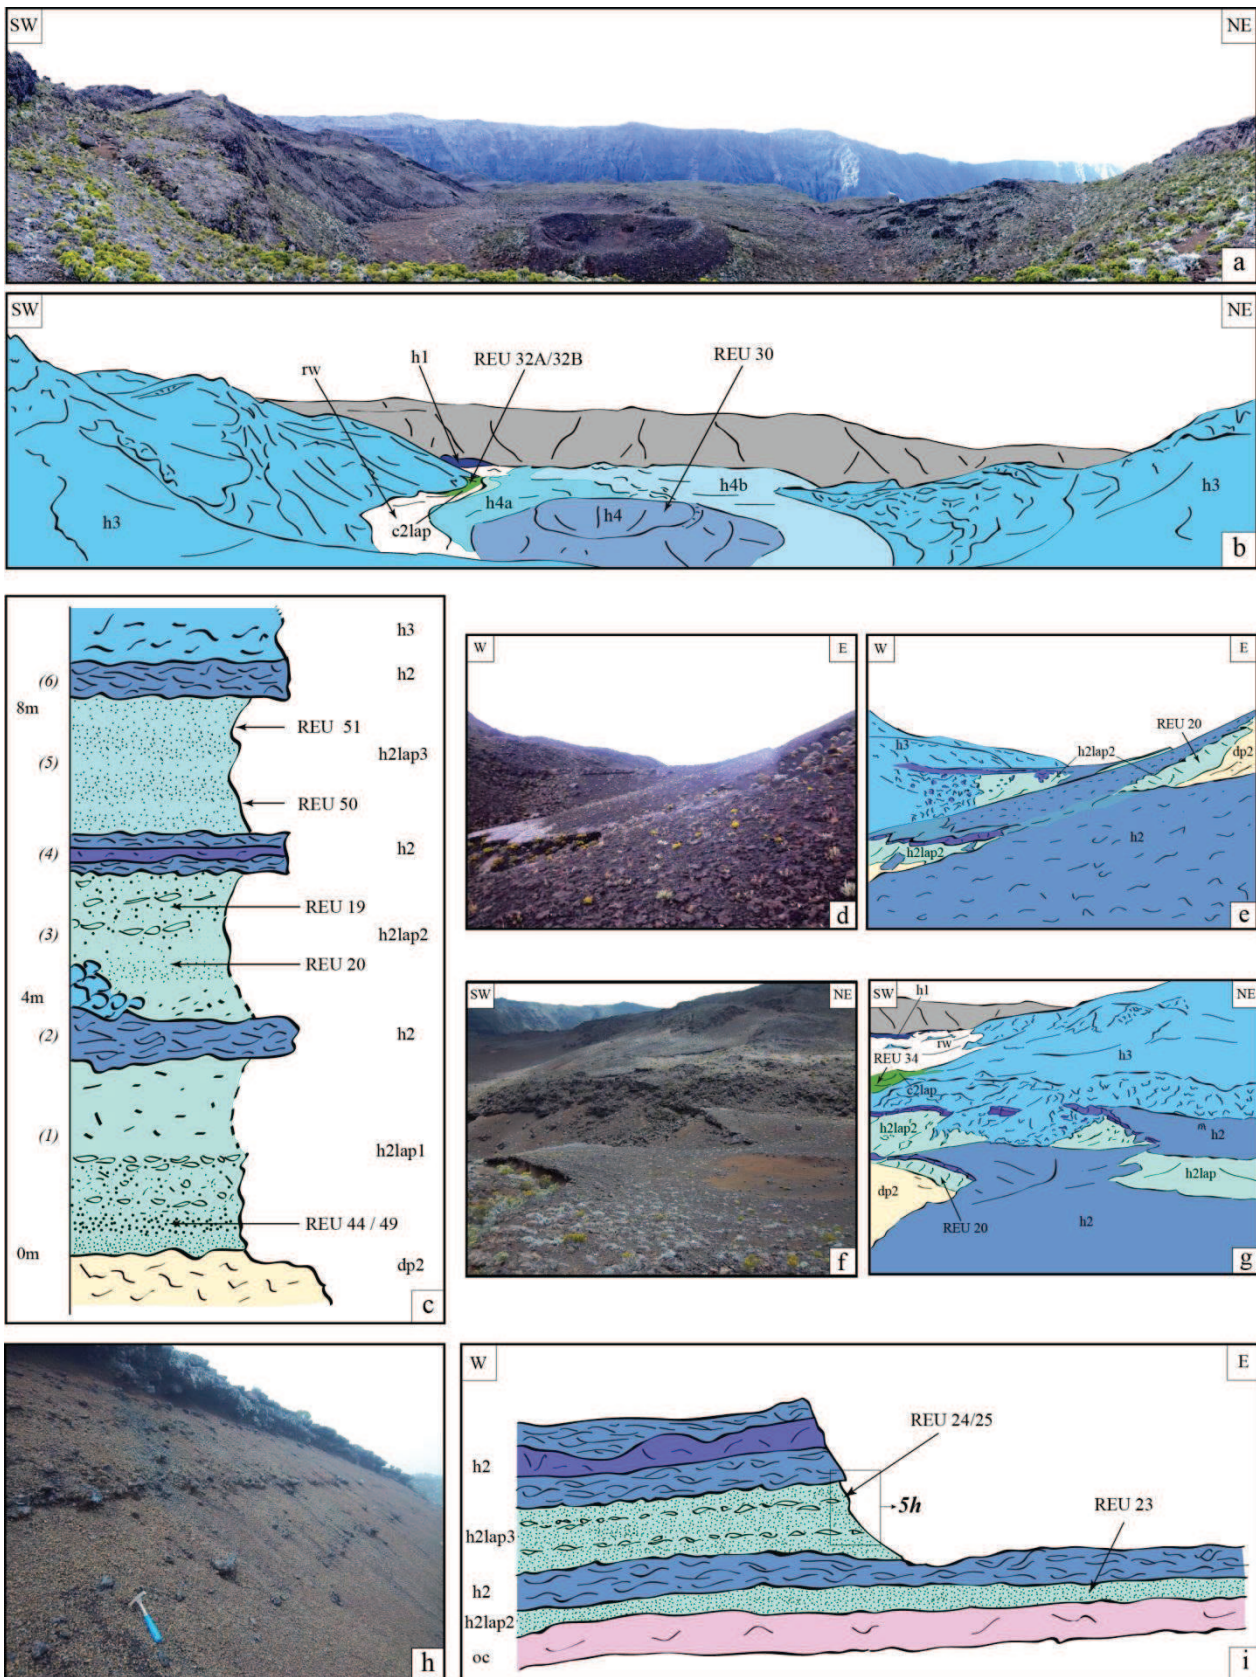 SW
NE
a
SW
NE
h1
REU 32A/32B
REU 30
rw
h4b
h3
h4a
h4
h3
c2lap
b
h3
(6)
h2
8m
REU 51
h2lap3
(5)
REU 50
(4)
h2
REU 19
(3)
h2lap2
REU 20
4m
(2)
h2
(1)
h2lap1
REU 44 / 49
0m
dp2
c
W
E
d
W
E
REU 20
h3
h2lap2
dp2
h2lap2
h2
e
SW
NE
f
SW
NE
h1
rw
REU 34
h3
c2lap
h2lap2
m
h2
h2lap
dp2
REU 20
h2
g
h
W
E
REU 24/25
h2
5h
REU 23
h2lap3
h2
h2lap2
oc
i